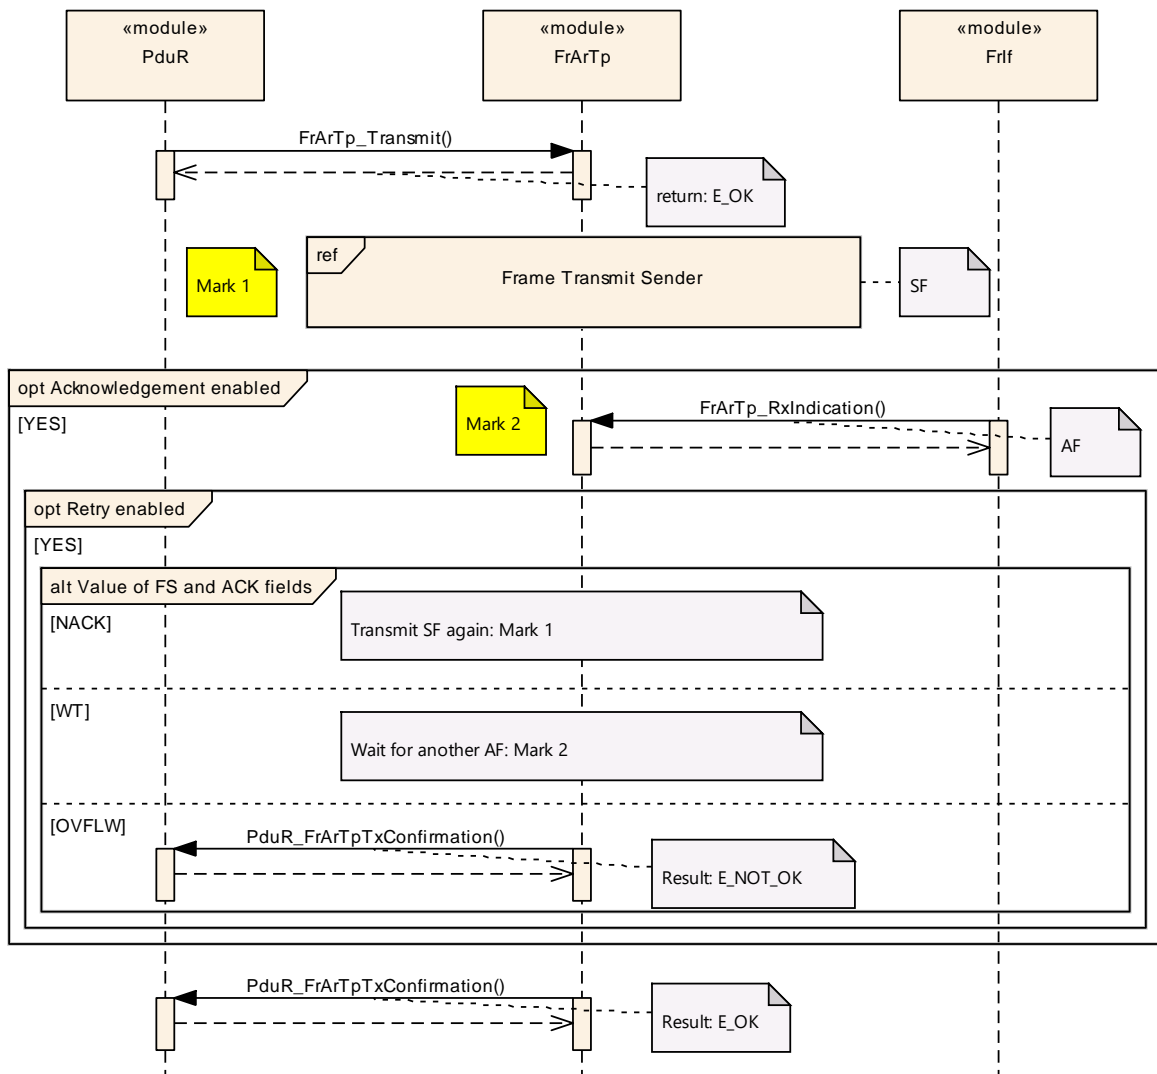 «module»
PduR
«module»
FrArTp
«module»
FrIf
FrArTp_Transmit()
return: E_OK
Mark 1
ref
Frame Transmit Sender
SF
opt Acknowledgement enabled
[YES]
Mark 2
FrArTp_RxIndication()
AF
opt Retry enabled
[YES]
alt Value of FS and ACK fields
[NACK]
Transmit SF again: Mark 1
[WT]
Wait for another AF: Mark 2
[OVFLW]
PduR_FrArTpTxConfirmation()
Result: E_NOT_OK
PduR_FrArTpTxConfirmation()
Result: E_OK